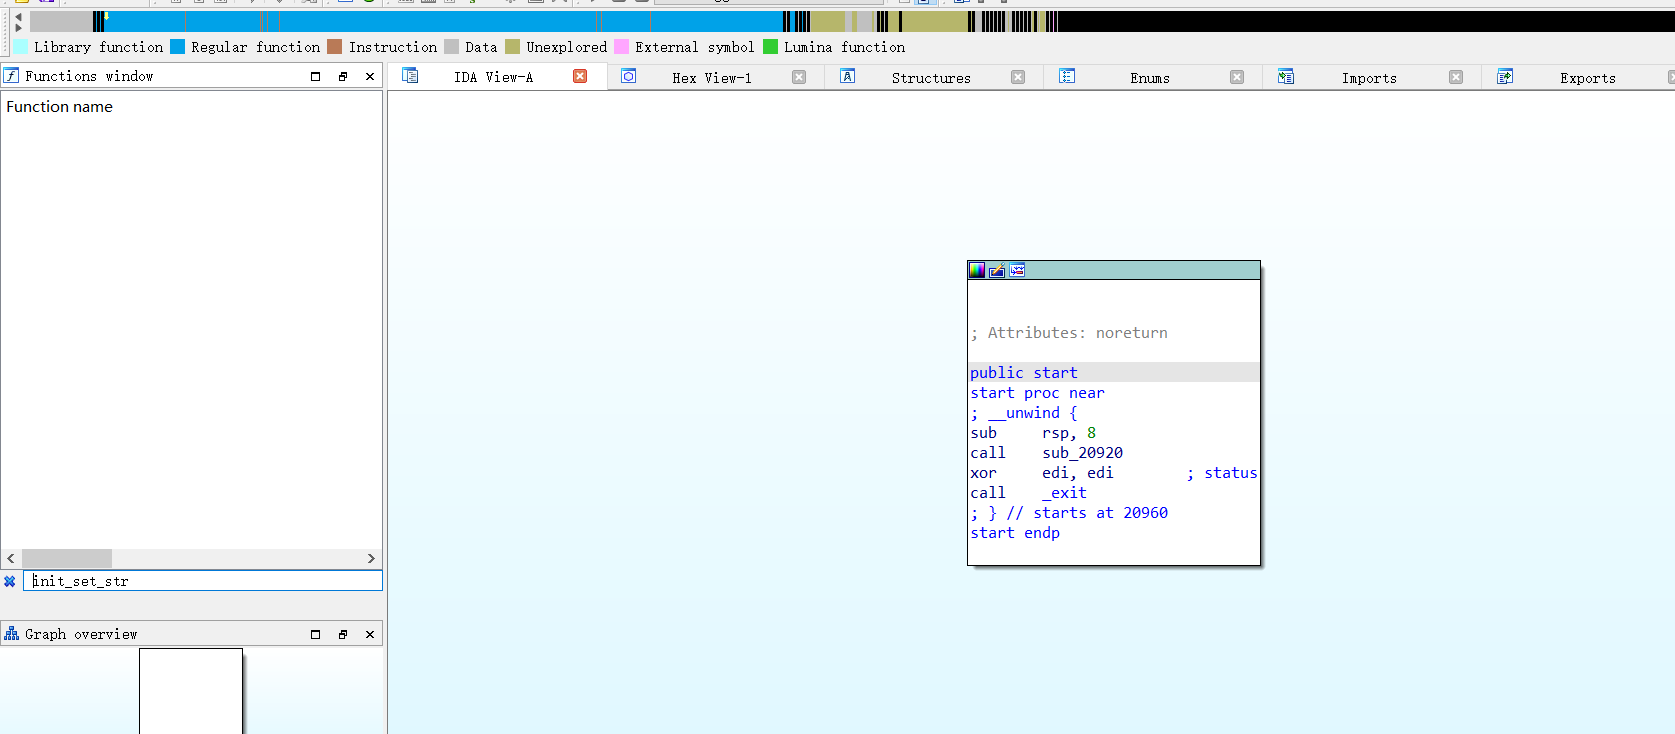 Library function Regular function Instruction Data Unexplored External symbol Lumina function
Functions window
IDA View-A Hex View-1 Structures Enums Imports Exports
Function name
; Attributes: noreturn
public start
start proc near
; __unwind {
sub rsp, 8
call sub_20920
xor edi, edi ; status
call _exit
; } // starts at 20960
start endp
init_set_str
Graph overview